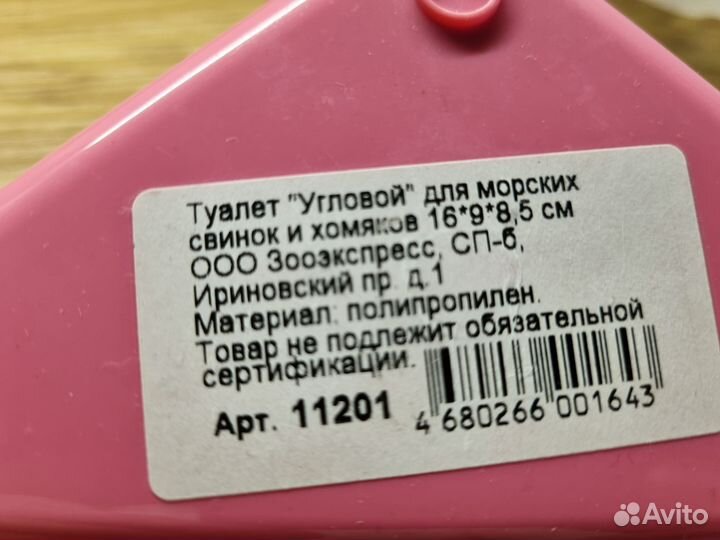 Туалет "Угловой" для морских
свинок и хомяков 16*9*8,5 см
ООО Зооэкспресс, СП-б,
Ириновский пр. д.1
Материал: полипропилен.
Товар не подлежит обязательной
сертификации.
Арт. 11201
4 680266 001643
Avito